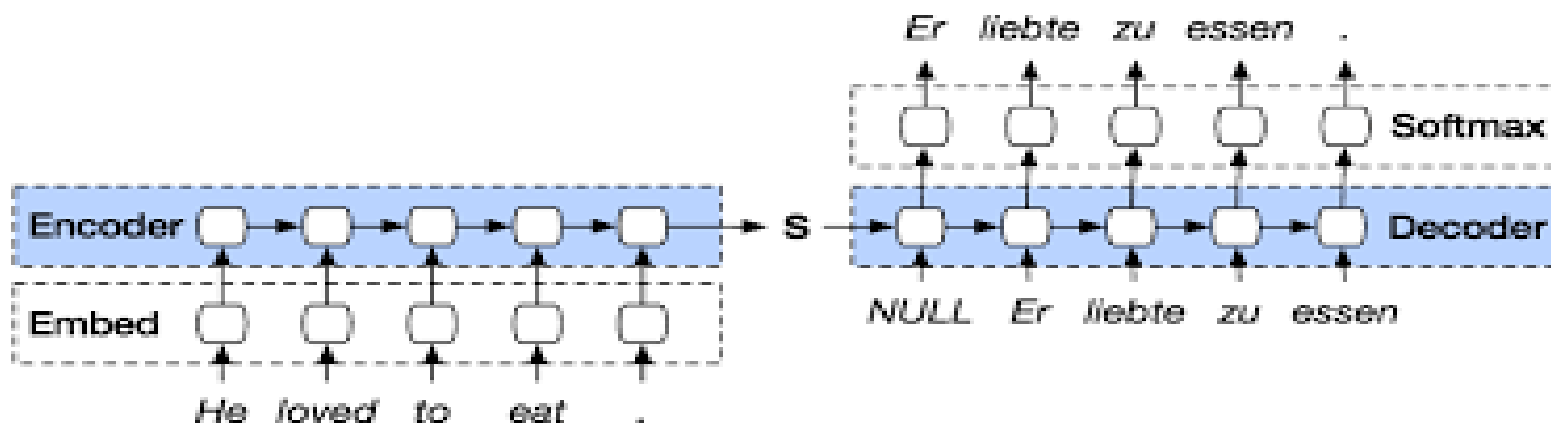 Er liebte zu essen .
Softmax
Encoder S Decoder
Embed NULL Er liebte zu essen
He loved to eat .